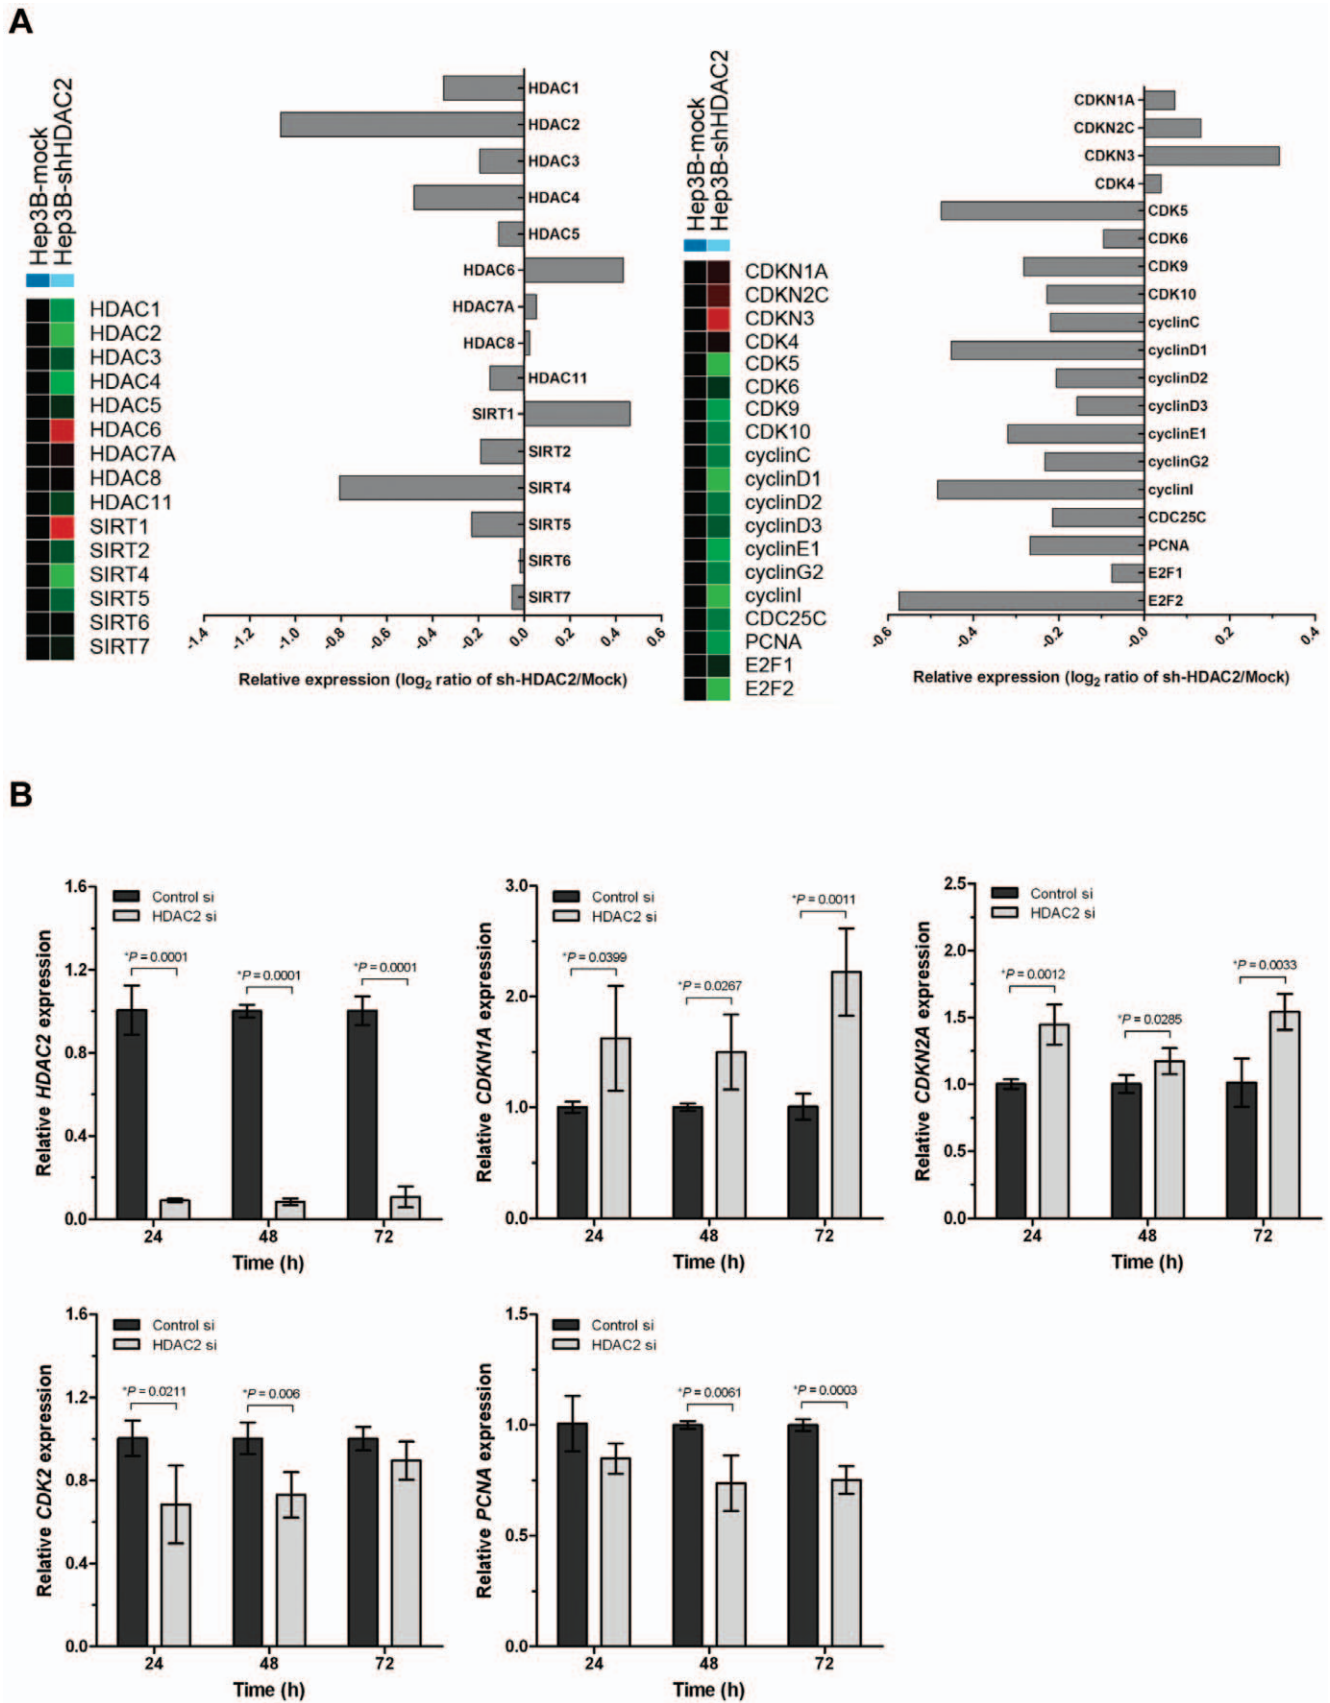 A
Hep3B-mock
Hep3B-shHDAC2
HDAC1
HDAC2
HDAC3
HDAC4
HDAC5
HDAC6
HDAC7A
HDAC8
HDAC11
SIRT1
SIRT2
SIRT4
SIRT5
SIRT6
SIRT7
HDAC1
HDAC2
HDAC3
HDAC4
HDAC5
HDAC6
HDAC7A
HDAC8
HDAC11
SIRT1
SIRT2
SIRT4
SIRT5
SIRT6
SIRT7
-1.4 -1.2 -1.0 -0.8 -0.6 -0.4 -0.2 0.0 0.2 0.4 0.6
Relative expression (log2 ratio of sh-HDAC2/Mock)
Hep3B-mock
Hep3B-shHDAC2
CDKN1A
CDKN2C
CDKN3
CDK4
CDK5
CDK6
CDK9
CDK10
cyclinC
cyclinD1
cyclinD2
cyclinD3
cyclinE1
cyclinG2
cyclinI
CDC25C
PCNA
E2F1
E2F2
CDKN1A
CDKN2C
CDKN3
CDK4
CDK5
CDK6
CDK9
CDK10
cyclinC
cyclinD1
cyclinD2
cyclinD3
cyclinE1
cyclinG2
cyclinI
CDC25C
PCNA
E2F1
E2F2
-0.6 -0.4 -0.2 -0.0 0.2 0.4
Relative expression (log2 ratio of sh-HDAC2/Mock)
B
Relative HDAC2 expression
1.6
1.2
0.8
0.4
0.0
Control si
HDAC2 si
*P = 0.0001
*P = 0.0001
*P = 0.0001
24 48 72
Time (h)
Relative CDKN1A expression
3.0
2.0
1.0
0.0
Control si
HDAC2 si
*P = 0.0399
*P = 0.0267
*P = 0.0011
24 48 72
Time (h)
Relative CDKN2A expression
2.5
2.0
1.5
1.0
0.5
0.0
Control si
HDAC2 si
*P = 0.0012
*P = 0.0285
*P = 0.0033
24 48 72
Time (h)
Relative CDK2 expression
1.6
1.2
0.8
0.4
0.0
Control si
HDAC2 si
*P = 0.0211
*P = 0.006
24 48 72
Time (h)
Relative PCNA expression
1.5
1.0
0.5
0.0
Control si
HDAC2 si
*P = 0.0061
*P = 0.0003
24 48 72
Time (h)